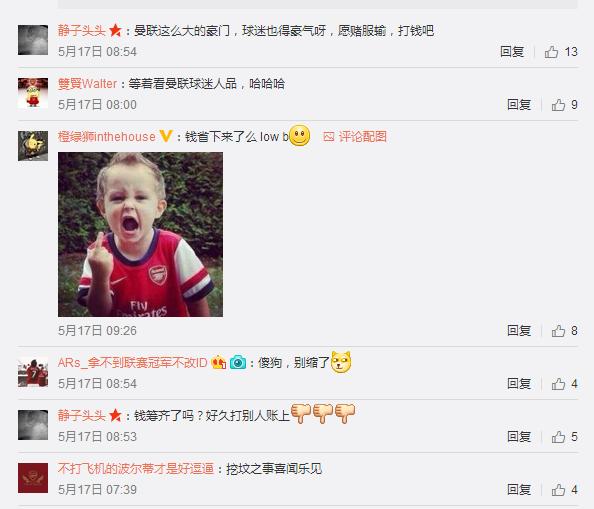 静子头头：曼联这么大的豪门，球迷也得豪气呀，愿赌服输，打钱吧
5月17日 08:54 回复 13
雙賢Walter：等着看曼联球迷人品，哈哈哈
5月17日 08:00 回复 9
橙绿狮inthehouse：钱省下来了么 low b 评论配图
Arsenal
Fly
Emirates
5月17日 09:26 回复 8
ARs_拿不到联赛冠军不改ID：傻狗，别缩了
5月17日 08:54 回复 4
静子头头：钱筹齐了吗？好久打别人账上
5月17日 08:53 回复 5
不打飞机的波尔蒂才是好逗逼：挖坟之事喜闻乐见
5月17日 07:39 回复 4